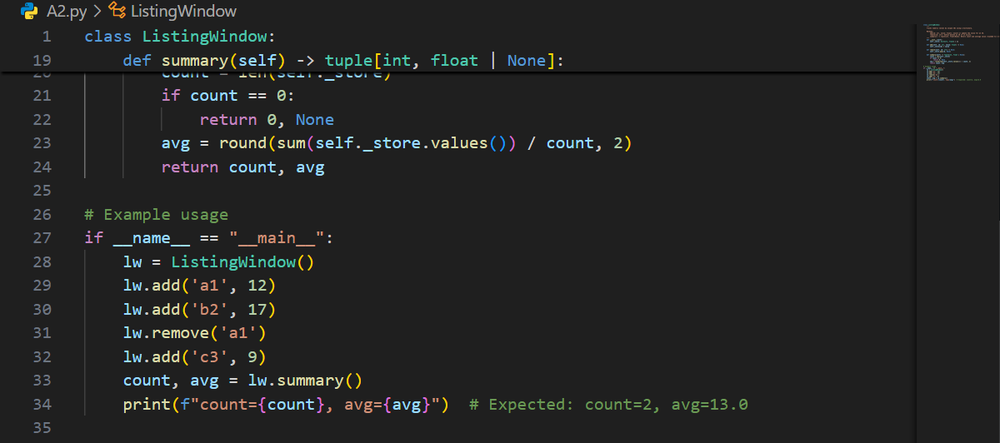 A2.py > ListingWindow
1 class ListingWindow:
19 def summary(self) -> tuple[int, float | None]:
20 count = len(self._store)
21 if count == 0:
22 return 0, None
23 avg = round(sum(self._store.values()) / count, 2)
24 return count, avg
25
26 # Example usage
27 if __name__ == "__main__":
28 lw = ListingWindow()
29 lw.add('a1', 12)
30 lw.add('b2', 17)
31 lw.remove('a1')
32 lw.add('c3', 9)
33 count, avg = lw.summary()
34 print(f"count={count}, avg={avg}")  # Expected: count=2, avg=13.0
35